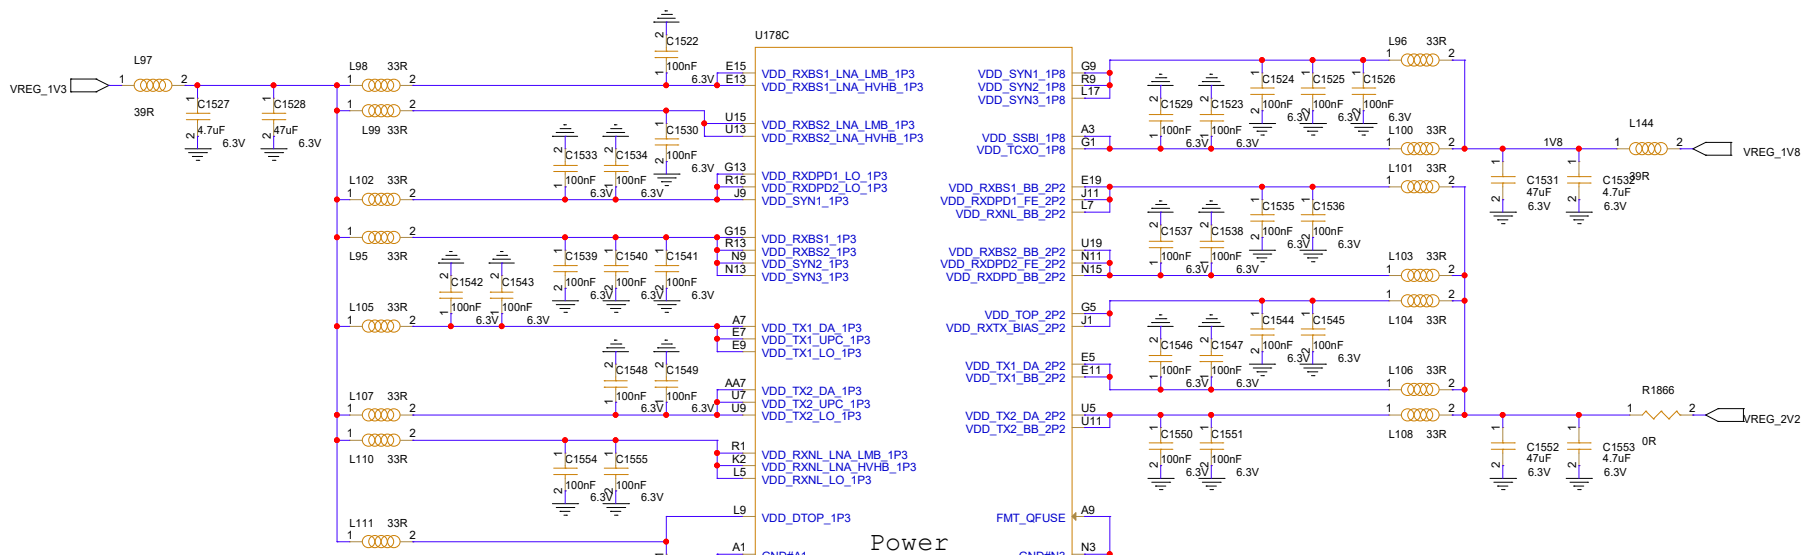 U178C
L97
1
2
39R
VREG_1V3
C1527
4.7uF
6.3V
C1528
47uF
6.3V
L98 33R
C1522
100nF
6.3V
L99 33R
C1530
100nF
6.3V
C1533
100nF
6.3V
C1534
100nF
6.3V
L102 33R
L95 33R
C1539
100nF
6.3V
C1540
100nF
6.3V
C1541
100nF
6.3V
C1542
100nF
6.3V
C1543
100nF
6.3V
L105 33R
C1548
100nF
6.3V
C1549
100nF
6.3V
L107 33R
L110 33R
C1554
100nF
6.3V
C1555
100nF
6.3V
L111 33R
E15 VDD_RXBS1_LNA_LMB_1P3
E13 VDD_RXBS1_LNA_HVHB_1P3
U15 VDD_RXBS2_LNA_LMB_1P3
U13 VDD_RXBS2_LNA_HVHB_1P3
G13 VDD_RXDPD1_LO_1P3
R15 VDD_RXDPD2_LO_1P3
J9 VDD_SYN1_1P3
G15 VDD_RXBS1_1P3
R13 VDD_RXBS2_1P3
N9 VDD_SYN2_1P3
N13 VDD_SYN3_1P3
A7 VDD_TX1_DA_1P3
E7 VDD_TX1_UPC_1P3
E9 VDD_TX1_LO_1P3
AA7 VDD_TX2_DA_1P3
U7 VDD_TX2_UPC_1P3
U9 VDD_TX2_LO_1P3
R1 VDD_RXNL_LNA_LMB_1P3
K2 VDD_RXNL_LNA_HVHB_1P3
L5 VDD_RXNL_LO_1P3
L9 VDD_DTOP_1P3
A1 GND#A1
Power
VDD_SYN1_1P8 G9
VDD_SYN2_1P8 R9
VDD_SYN3_1P8 L17
VDD_SSBI_1P8 A3
VDD_TCXO_1P8 G1
VDD_RXBS1_BB_2P2 E19
VDD_RXDPD1_FE_2P2 J11
VDD_RXNL_BB_2P2 L7
VDD_RXBS2_BB_2P2 U19
VDD_RXDPD2_FE_2P2 N11
VDD_RXDPD_BB_2P2 N15
VDD_TOP_2P2 G5
VDD_RXTX_BIAS_2P2 J1
VDD_TX1_DA_2P2 E5
VDD_TX1_BB_2P2 E11
VDD_TX2_DA_2P2 U5
VDD_TX2_BB_2P2 U11
FMT_QFUSE A9
GND#N3 N3
L96 33R
C1524
100nF
6.3V
C1525
100nF
6.3V
C1526
100nF
6.3V
C1529
100nF
6.3V
C1523
100nF
6.3V
L100 33R
L101 33R
C1535
100nF
6.3V
C1536
100nF
6.3V
C1537
100nF
6.3V
C1538
100nF
6.3V
L103 33R
L104 33R
C1544
100nF
6.3V
C1545
100nF
6.3V
C1546
100nF
6.3V
C1547
100nF
6.3V
L106 33R
L108 33R
C1550
100nF
6.3V
C1551
100nF
6.3V
1V8
L144
1
2
39R
VREG_1V8
C1531
47uF
6.3V
C1532
4.7uF
6.3V
R1866
1
2
0R
VREG_2V2
C1552
47uF
6.3V
C1553
4.7uF
6.3V